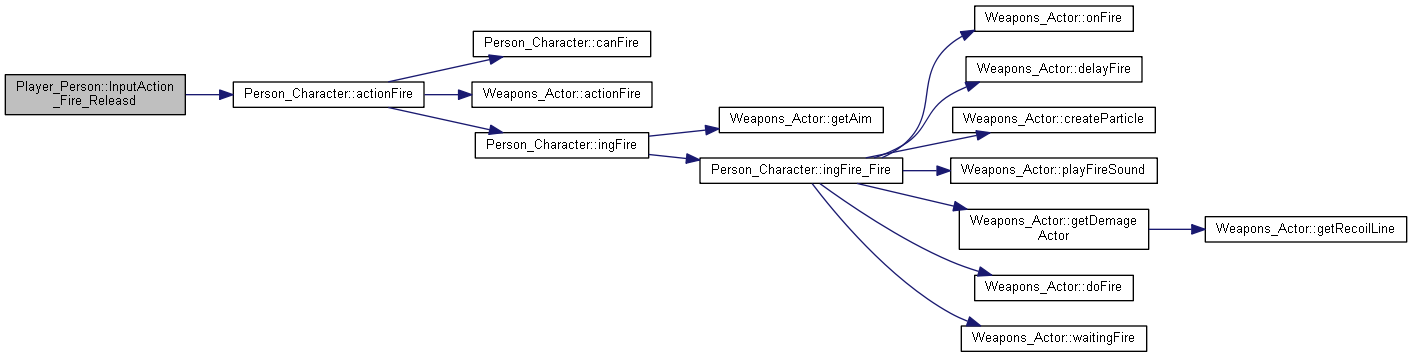 Player_Person::InputAction
_Fire_Releasd
Person_Character::actionFire
Person_Character::canFire
Weapons_Actor::actionFire
Person_Character::ingFire
Weapons_Actor::getAim
Person_Character::ingFire_Fire
Weapons_Actor::onFire
Weapons_Actor::delayFire
Weapons_Actor::createParticle
Weapons_Actor::playFireSound
Weapons_Actor::getDemage
Actor
Weapons_Actor::getRecoilLine
Weapons_Actor::doFire
Weapons_Actor::waitingFire